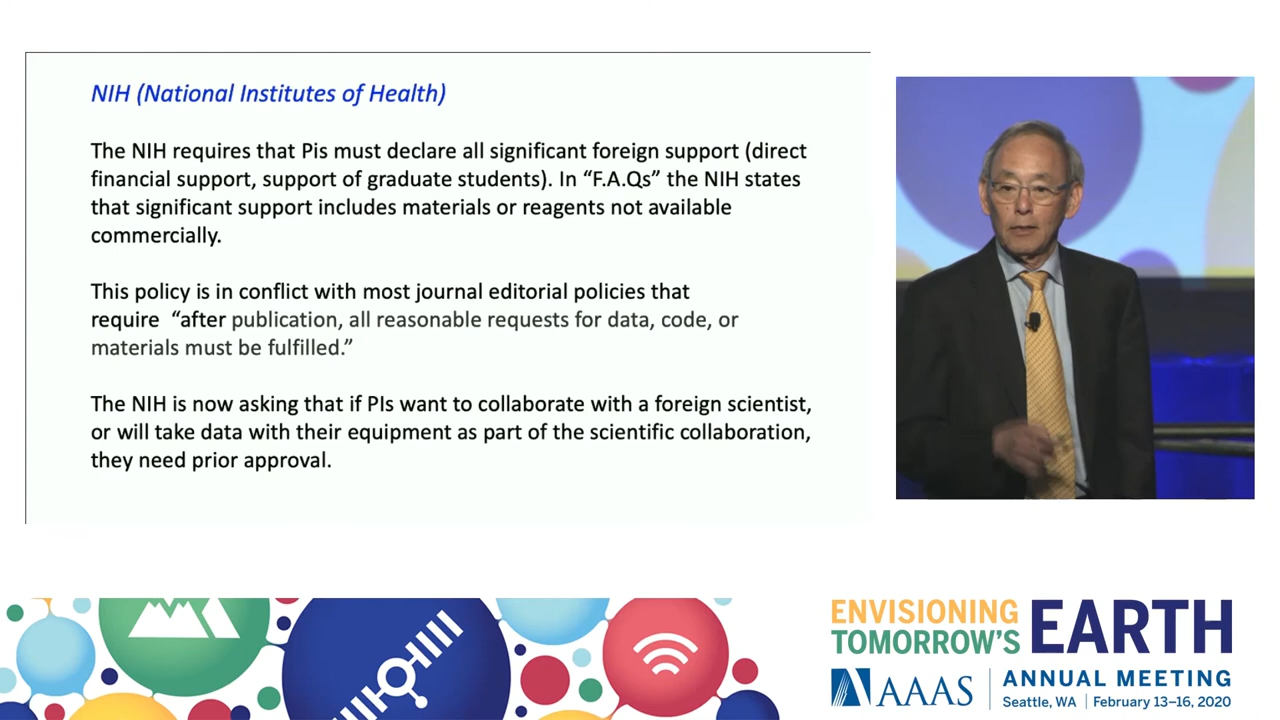 NIH (National Institutes of Health)
The NIH requires that Pis must declare all significant foreign support (direct
financial support, support of graduate students). In “F.A.Qs” the NIH states
that significant support includes materials or reagents not available
commercially.
This policy is in conflict with most journal editorial policies that
require “after publication, all reasonable requests for data, code, or
materials must be fulfilled.”
The NIH is now asking that if PIs want to collaborate with a foreign scientist,
or will take data with their equipment as part of the scientific collaboration,
they need prior approval.
ENVISIONING
TOMORROW’S
EARTH
AAAS
ANNUAL MEETING
Seattle, WA | February 13–16, 2020